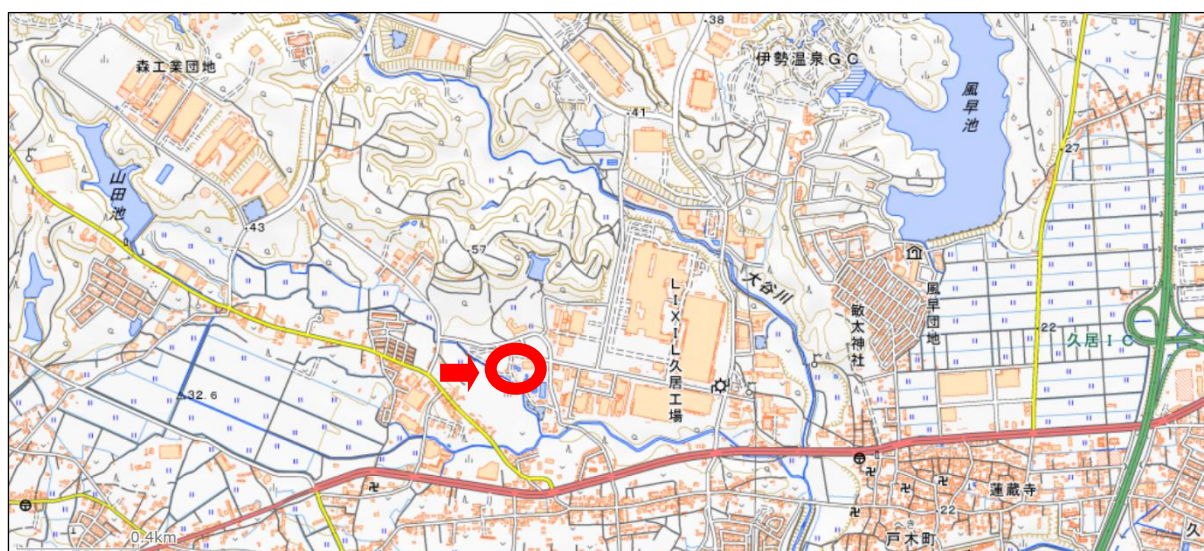 38
伊勢温泉GC
森工業団地
風早池
41
27
山田池
43
57
大谷川
LIXIL久居工場
敏太神社
風早団地
22
久居IC
32.6
蓮蔵寺
22
べき
戸木町
0.4km